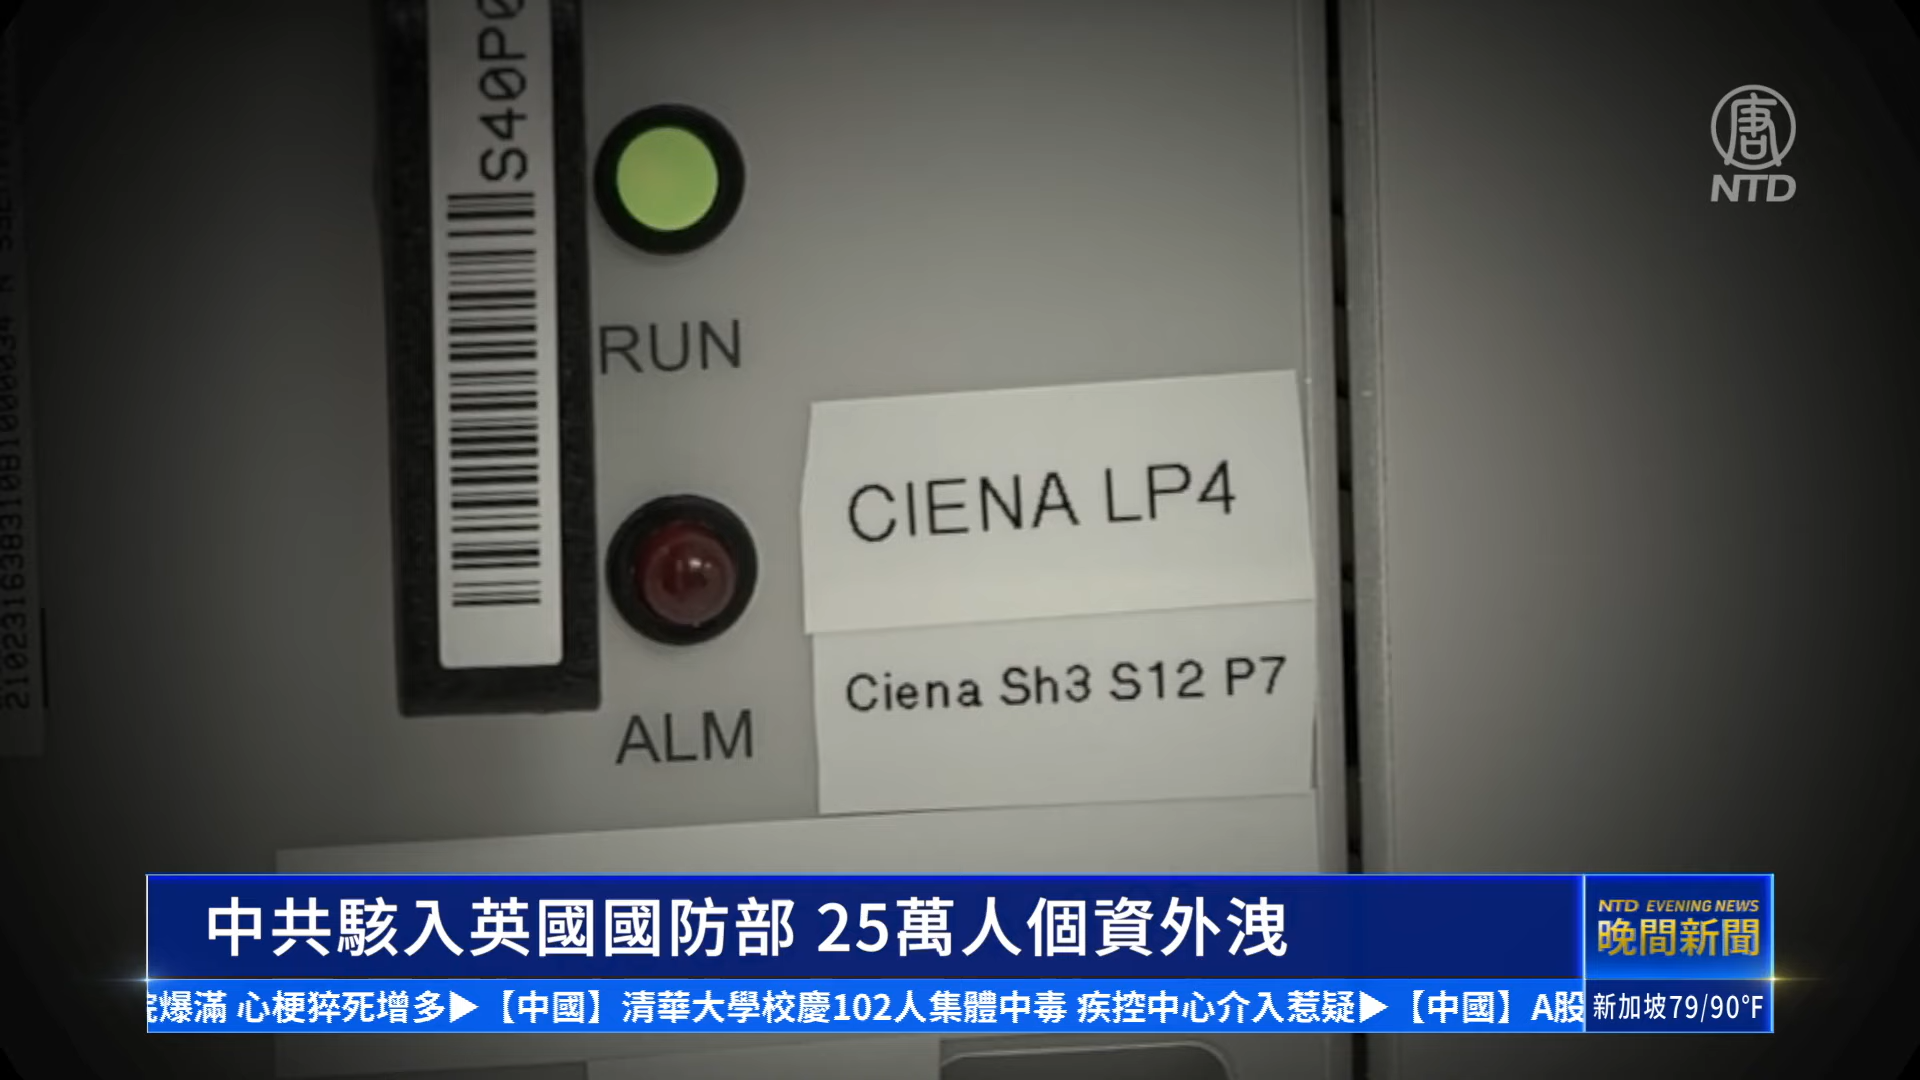 S40P0
唐
NTD
RUN
CIENA LP4
Ciena Sh3 S12 P7
ALM
中共駭入英國國防部 25萬人個資外洩
NTD EVENING NEWS
晚間新聞
爆滿 心梗猝死增多▶【中國】清華大學校慶102人集體中毒 疾控中心介入惹疑▶【中國】A股
新加坡79/90°F